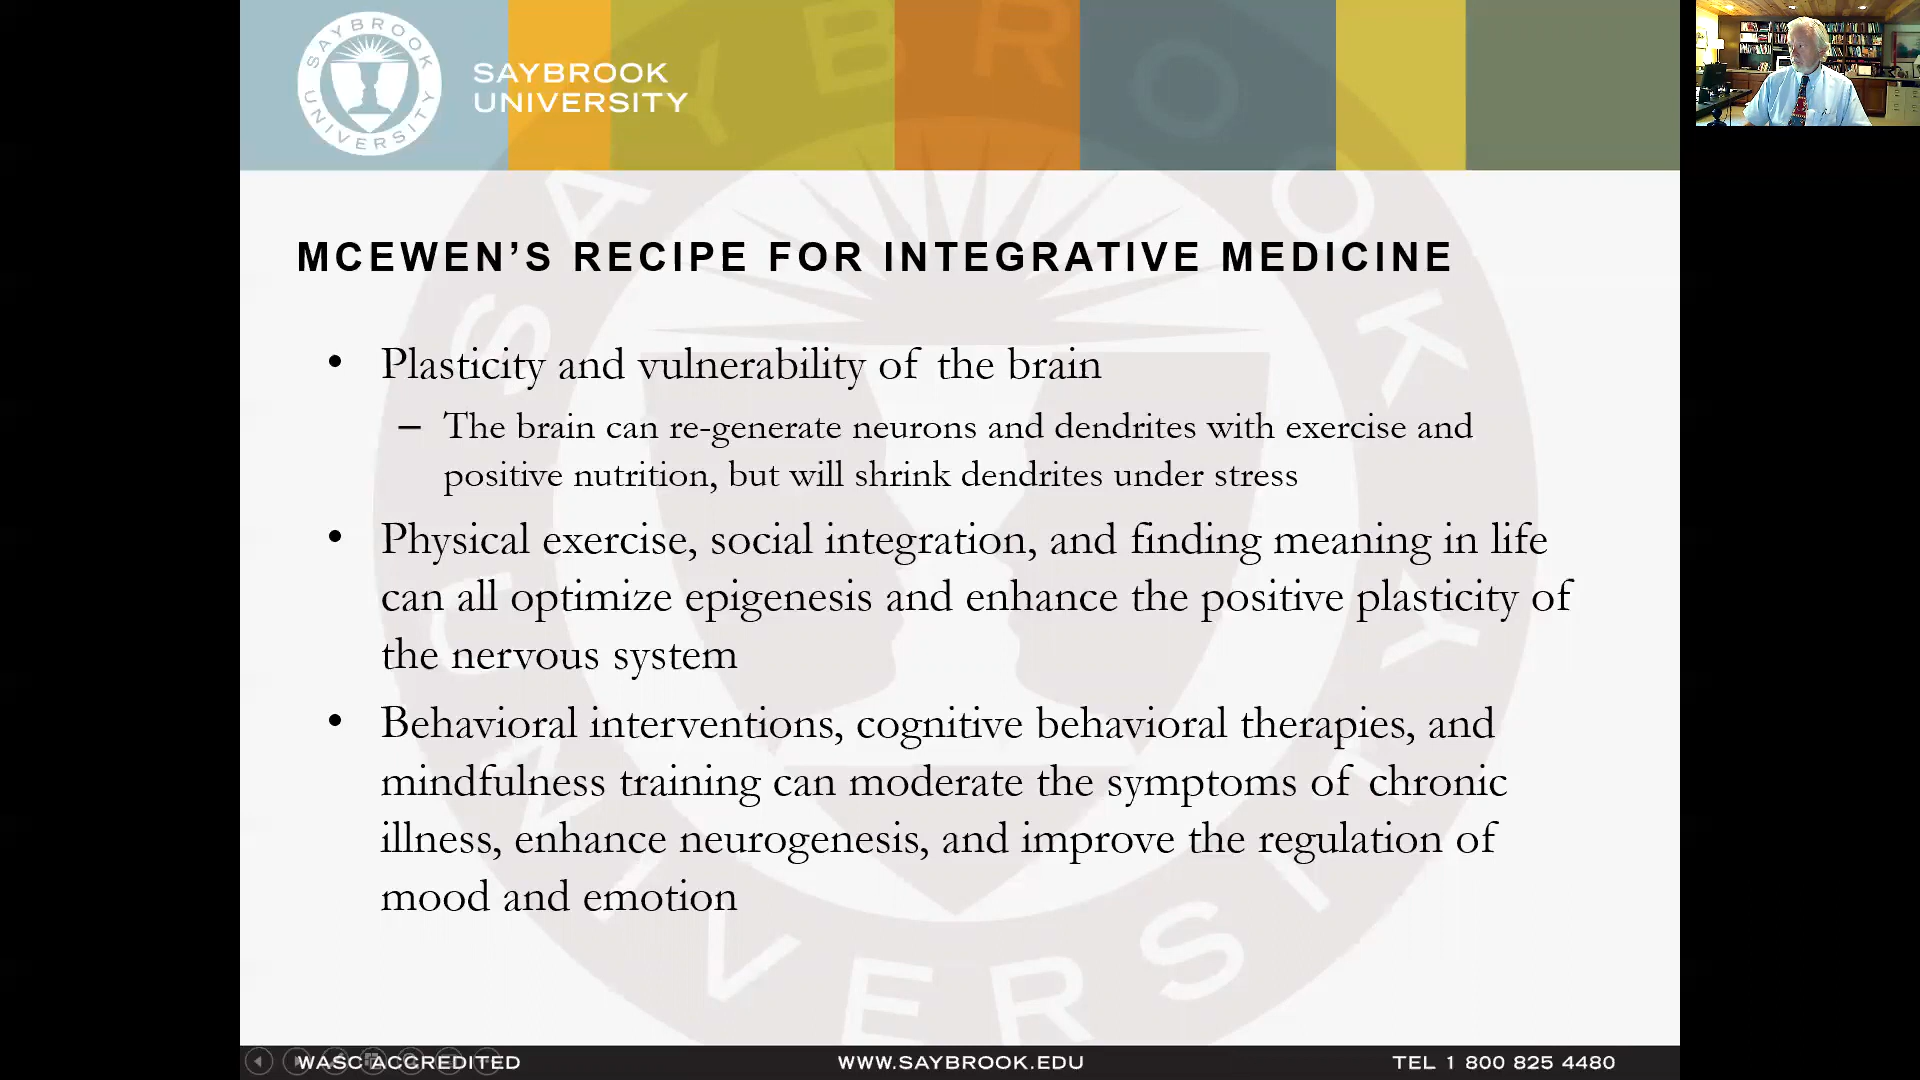 SAYBROOK UNIVERSITY
SAYBROOK
UNIVERSITY
MCEWEN’S RECIPE FOR INTEGRATIVE MEDICINE
• Plasticity and vulnerability of the brain
– The brain can re-generate neurons and dendrites with exercise and
positive nutrition, but will shrink dendrites under stress
• Physical exercise, social integration, and finding meaning in life
can all optimize epigenesis and enhance the positive plasticity of
the nervous system
• Behavioral interventions, cognitive behavioral therapies, and
mindfulness training can moderate the symptoms of chronic
illness, enhance neurogenesis, and improve the regulation of
mood and emotion
SAYBROOK UNIVERSITY
WASC ACCREDITED
WWW.SAYBROOK.EDU
TEL 1 800 825 4480